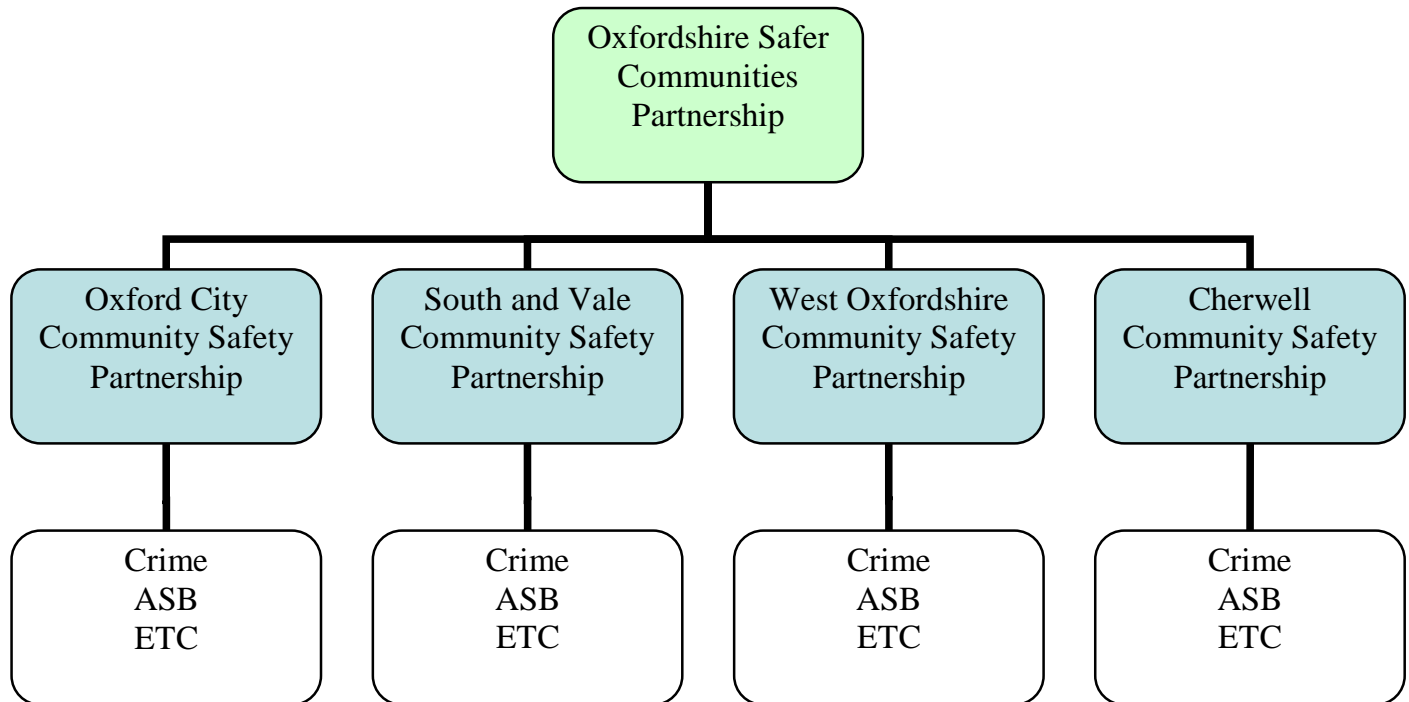 Oxfordshire Safer
Communities
Partnership
Oxford City
Community Safety
Partnership
South and Vale
Community Safety
Partnership
West Oxfordshire
Community Safety
Partnership
Cherwell
Community Safety
Partnership
Crime
ASB
ETC
Crime
ASB
ETC
Crime
ASB
ETC
Crime
ASB
ETC